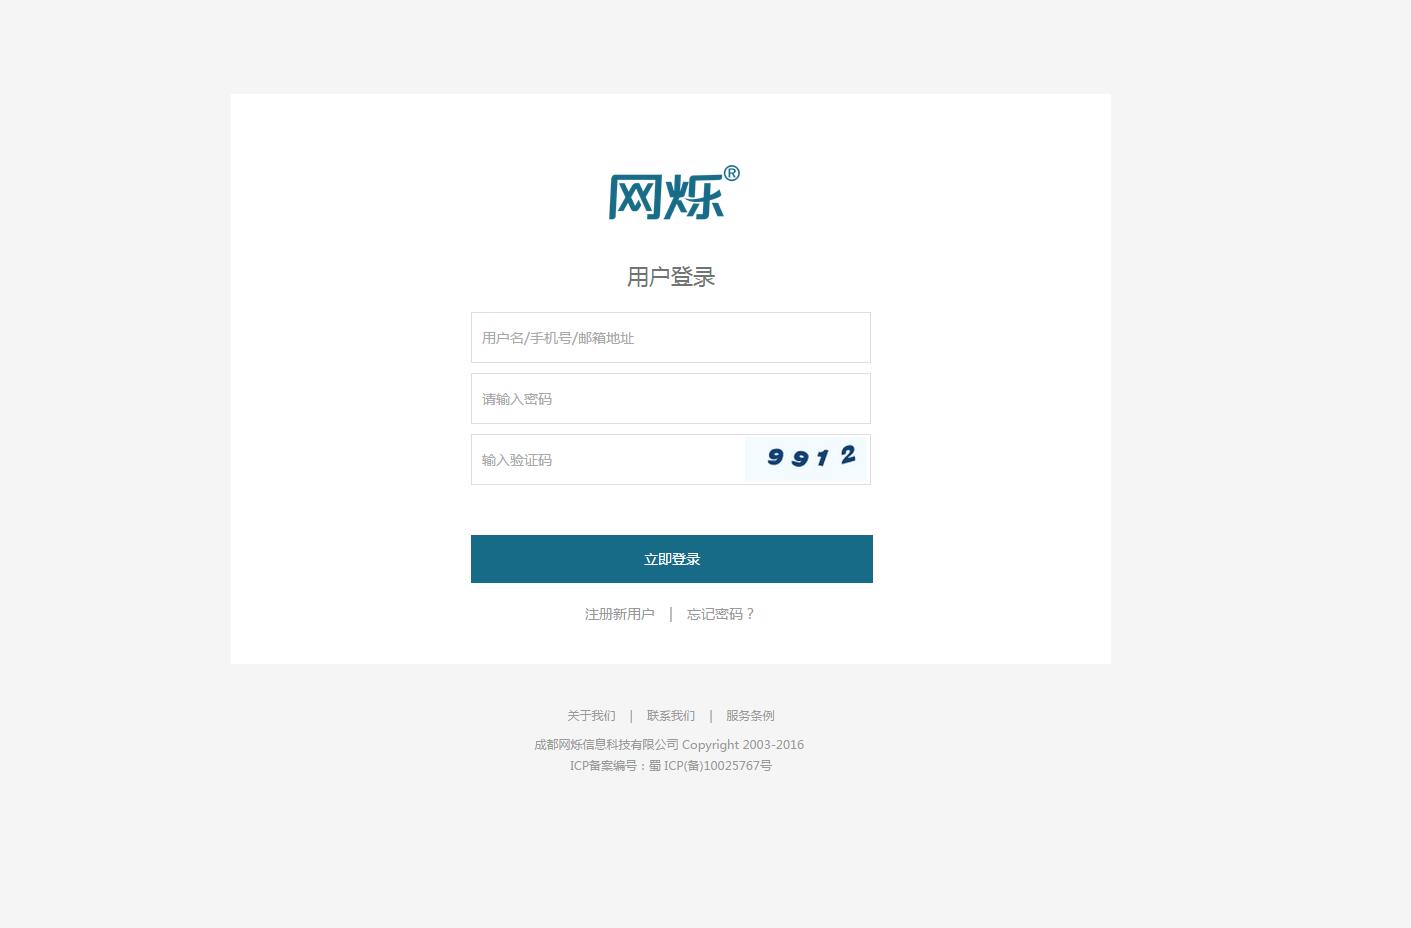 网烁®
用户登录
用户名/手机号/邮箱地址
请输入密码
输入验证码 9912
立即登录
注册新用户 | 忘记密码？
关于我们 | 联系我们 | 服务条例
成都网烁信息科技有限公司 Copyright 2003-2016
ICP备案编号：蜀 ICP(备)10025767号